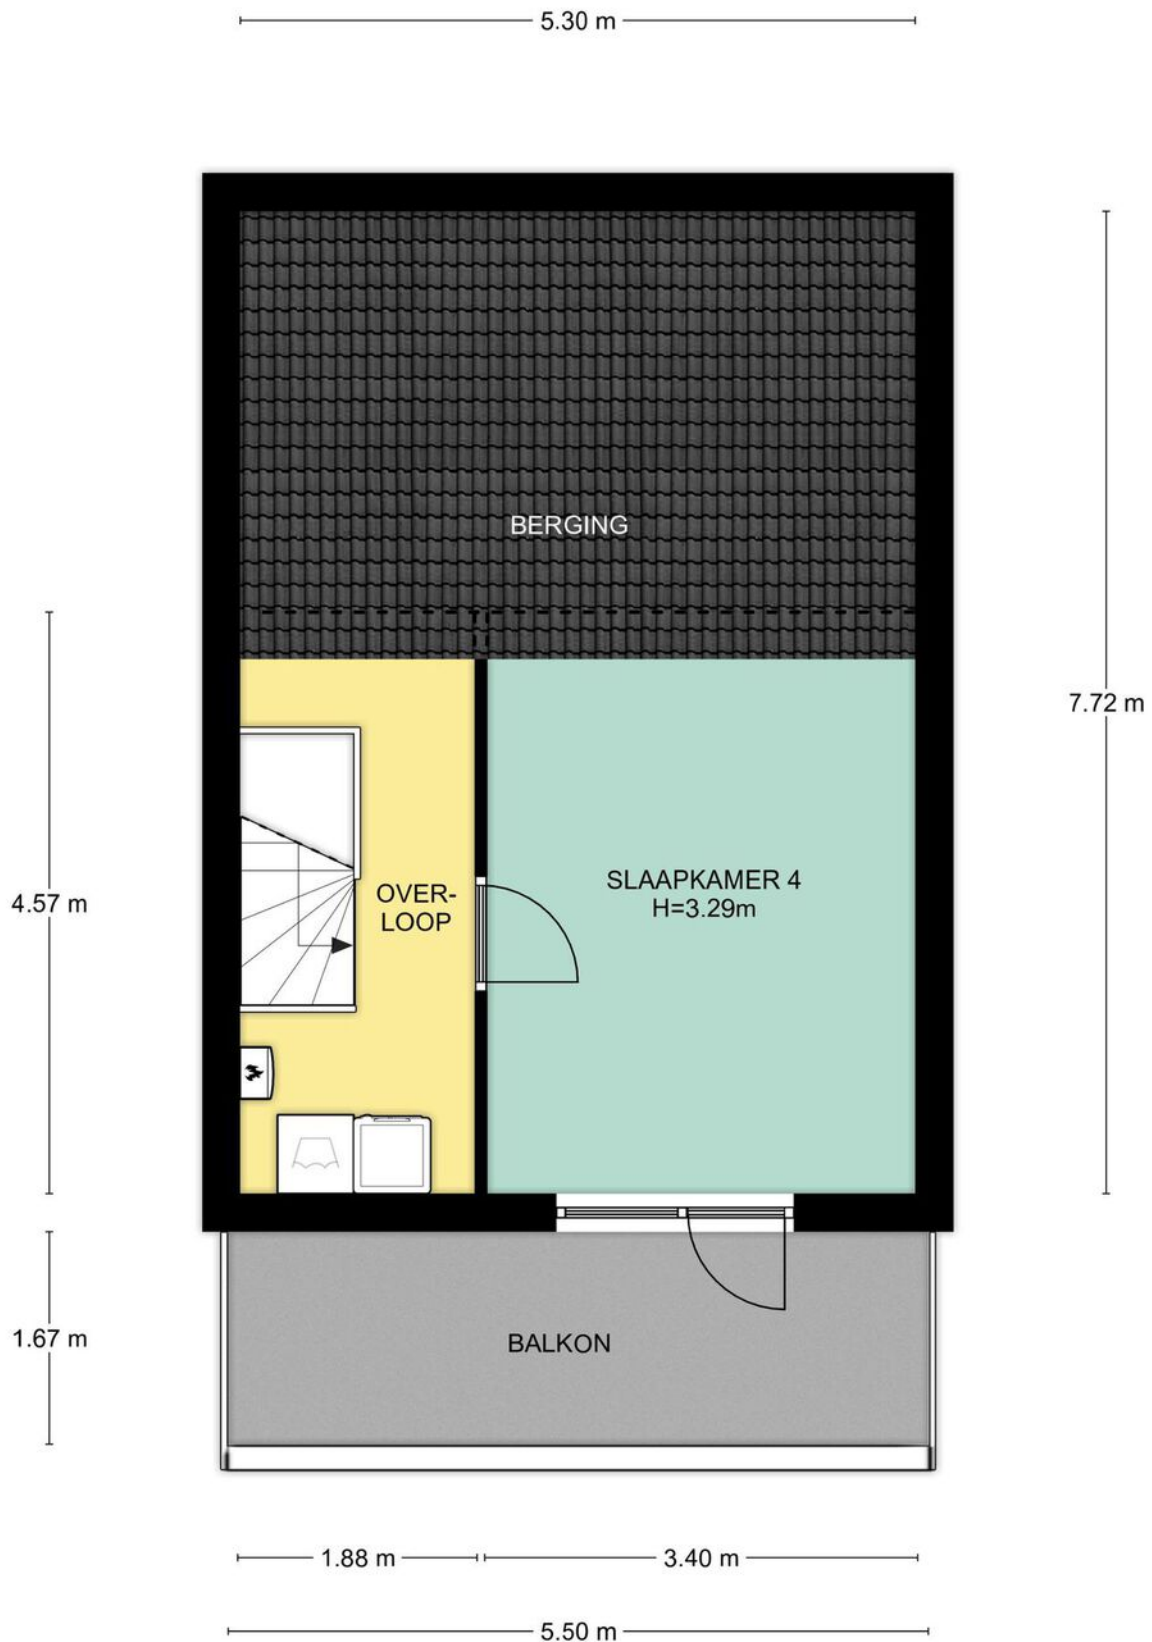 5.30 m
BERGING
7.72 m
4.57 m
OVER-
LOOP
SLAAPKAMER 4
H=3.29m
1.67 m
BALKON
1.88 m
3.40 m
5.50 m